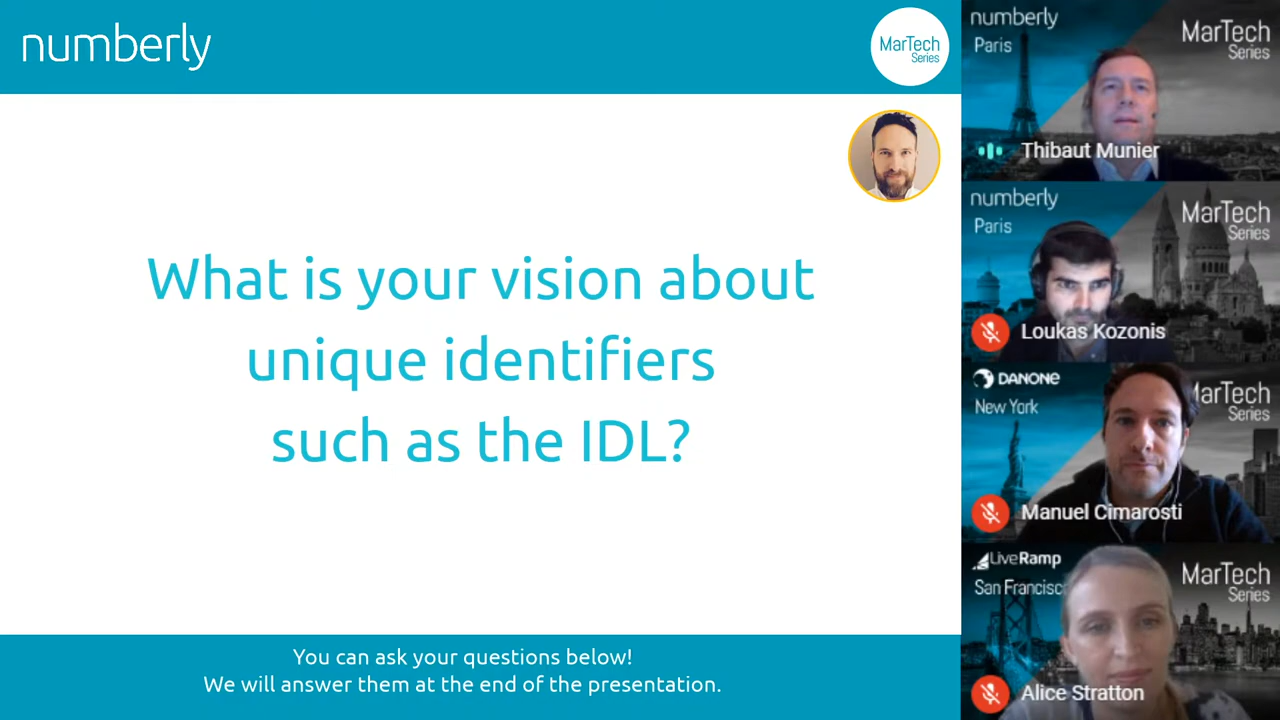 numberly
MarTech
Series
What is your vision about
unique identifiers
such as the IDL?
You can ask your questions below!
We will answer them at the end of the presentation.
numberly
Paris
MarTech
Series
Thibaut Munier
numberly
Paris
MarTech
Series
Loukas Kozonis
DANONE
New York
MarTech
Series
Manuel Cimarosti
LiveRamp
San Francisco
MarTech
Series
Alice Stratton